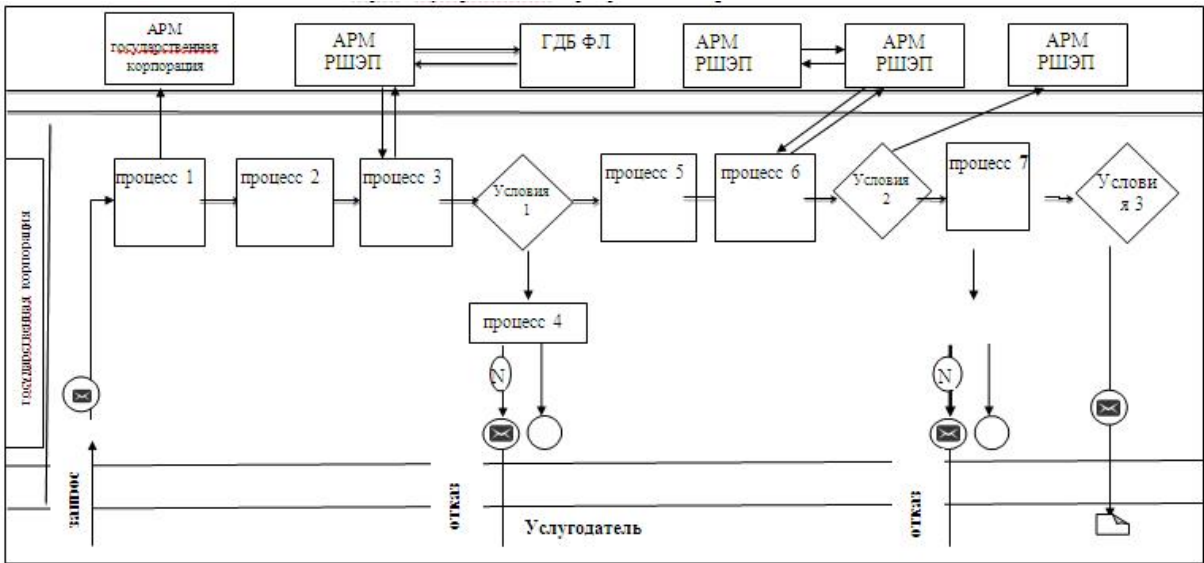 АРМ
государственная
корпорация
АРМ
РШЭП
ГДБ ФЛ
АРМ
РШЭП
АРМ
РШЭП
АРМ
РШЭП
государственная корпорация
процесс 1
процесс 2
процесс 3
Условия
1
процесс 5
процесс 6
Условия
2
процесс 7
Услови
я 3
процесс 4
N
N
запрос
отказ
отказ
Услугодатель